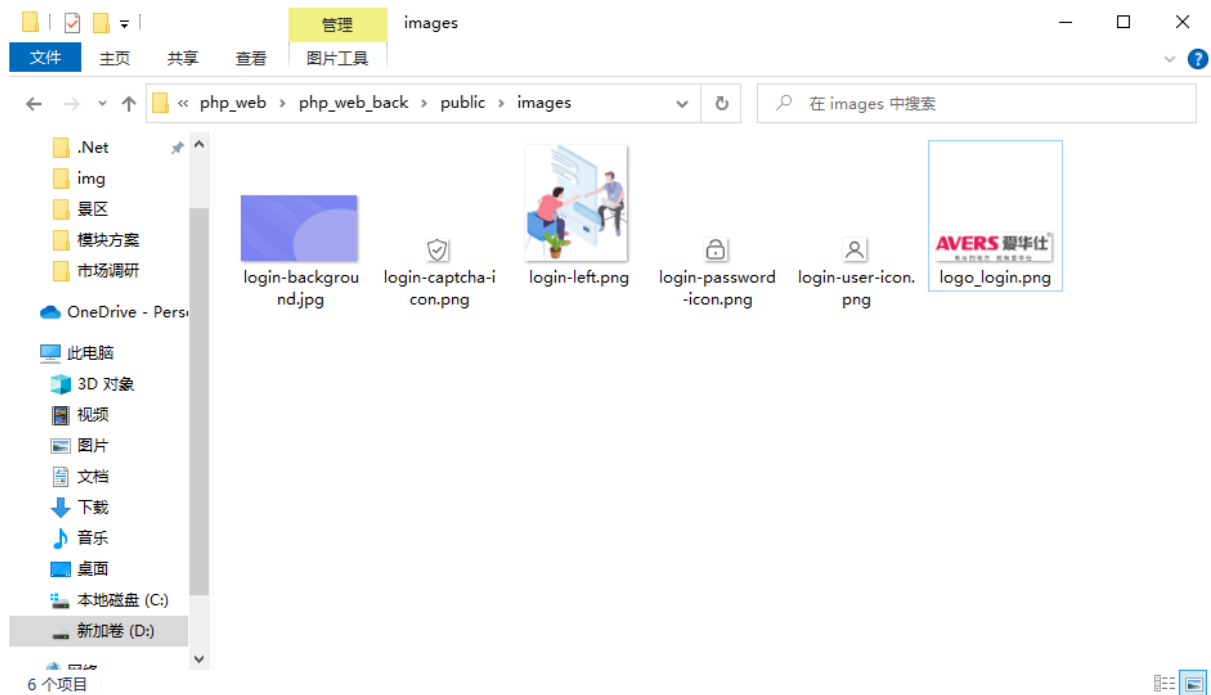 管理
images
文件
主页
共享
查看
图片工具
« php_web › php_web_back › public › images
在 images 中搜索
.Net
img
景区
模块方案
市场调研
OneDrive - Pers
此电脑
3D 对象
视频
图片
文档
下载
音乐
桌面
本地磁盘 (C:)
新加卷 (D:)
网络
login-backgrou
nd.jpg
login-captcha-i
con.png
login-left.png
login-password
-icon.png
login-user-icon.
png
AVERS 爱华仕
logo_login.png
6 个项目